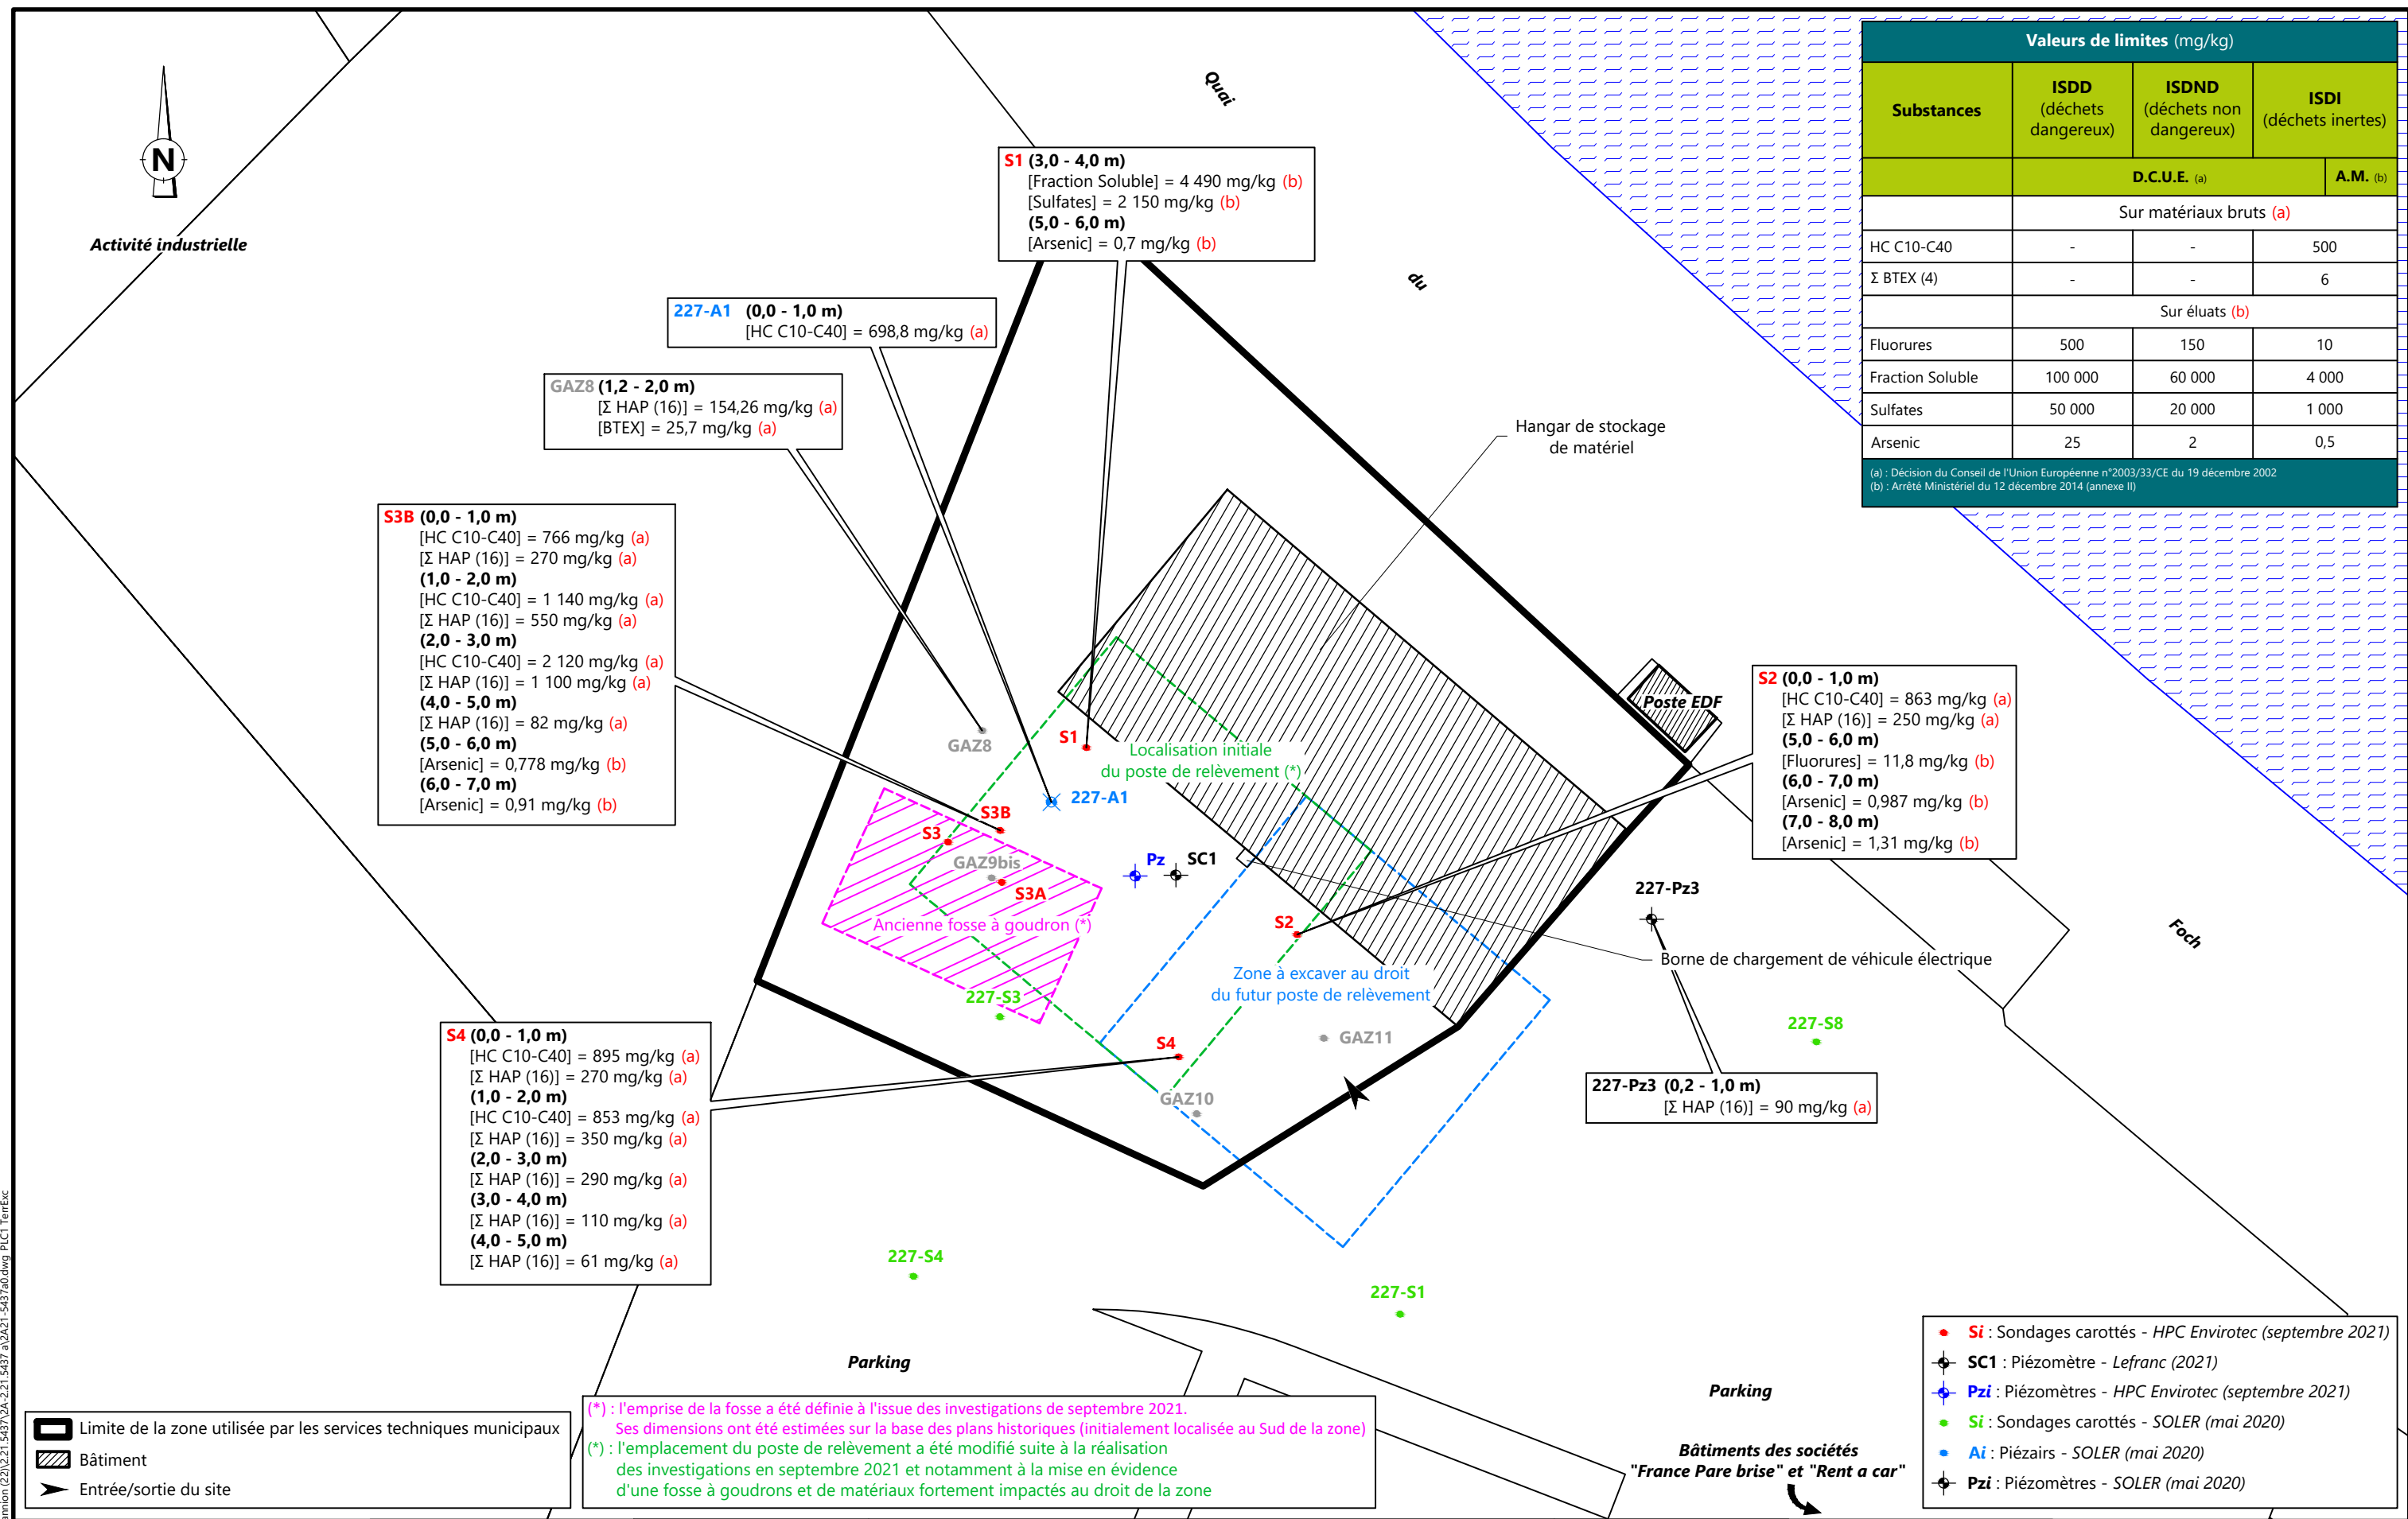 Quai
du
Foch
N
Activité industrielle
Valeurs de limites (mg/kg)
Substances
ISDD
(déchets
dangereux)
ISDND
(déchets non
dangereux)
ISDI
(déchets inertes)
D.C.U.E. (a)
A.M. (b)
Sur matériaux bruts (a)
HC C10-C40 - - 500
Σ BTEX (4) - - 6
Sur éluats (b)
Fluorures 500 150 10
Fraction Soluble 100 000 60 000 4 000
Sulfates 50 000 20 000 1 000
Arsenic 25 2 0,5
(a) : Décision du Conseil de l'Union Européenne n°2003/33/CE du 19 décembre 2002
(b) : Arrêté Ministériel du 12 décembre 2014 (annexe II)
S1 (3,0 - 4,0 m)
[Fraction Soluble] = 4 490 mg/kg (b)
[Sulfates] = 2 150 mg/kg (b)
(5,0 - 6,0 m)
[Arsenic] = 0,7 mg/kg (b)
227-A1 (0,0 - 1,0 m)
[HC C10-C40] = 698,8 mg/kg (a)
GAZ8 (1,2 - 2,0 m)
[Σ HAP (16)] = 154,26 mg/kg (a)
[BTEX] = 25,7 mg/kg (a)
S3B (0,0 - 1,0 m)
[HC C10-C40] = 766 mg/kg (a)
[Σ HAP (16)] = 270 mg/kg (a)
(1,0 - 2,0 m)
[HC C10-C40] = 1 140 mg/kg (a)
[Σ HAP (16)] = 550 mg/kg (a)
(2,0 - 3,0 m)
[HC C10-C40] = 2 120 mg/kg (a)
[Σ HAP (16)] = 1 100 mg/kg (a)
(4,0 - 5,0 m)
[Σ HAP (16)] = 82 mg/kg (a)
(5,0 - 6,0 m)
[Arsenic] = 0,778 mg/kg (b)
(6,0 - 7,0 m)
[Arsenic] = 0,91 mg/kg (b)
Hangar de stockage
de matériel
Poste EDF
S2 (0,0 - 1,0 m)
[HC C10-C40] = 863 mg/kg (a)
[Σ HAP (16)] = 250 mg/kg (a)
(5,0 - 6,0 m)
[Fluorures] = 11,8 mg/kg (b)
(6,0 - 7,0 m)
[Arsenic] = 0,987 mg/kg (b)
(7,0 - 8,0 m)
[Arsenic] = 1,31 mg/kg (b)
GAZ8
S1
Localisation initiale
du poste de relèvement (*)
227-A1
S3B
S3
GAZ9bis
S3A
Pz
SC1
Ancienne fosse à goudron (*)
S2
227-Pz3
Borne de chargement de véhicule électrique
Zone à excaver au droit
du futur poste de relèvement
227-S3
227-S8
GAZ11
S4
GAZ10
S4 (0,0 - 1,0 m)
[HC C10-C40] = 895 mg/kg (a)
[Σ HAP (16)] = 270 mg/kg (a)
(1,0 - 2,0 m)
[HC C10-C40] = 853 mg/kg (a)
[Σ HAP (16)] = 350 mg/kg (a)
(2,0 - 3,0 m)
[Σ HAP (16)] = 290 mg/kg (a)
(3,0 - 4,0 m)
[Σ HAP (16)] = 110 mg/kg (a)
(4,0 - 5,0 m)
[Σ HAP (16)] = 61 mg/kg (a)
227-Pz3 (0,2 - 1,0 m)
[Σ HAP (16)] = 90 mg/kg (a)
227-S4
227-S1
Parking
Parking
Bâtiments des sociétés
"France Pare brise" et "Rent a car"
Limite de la zone utilisée par les services techniques municipaux
Bâtiment
Entrée/sortie du site
(*) : l'emprise de la fosse a été définie à l'issue des investigations de septembre 2021.
Ses dimensions ont été estimées sur la base des plans historiques (initialement localisée au Sud de la zone)
(*) : l'emplacement du poste de relèvement a été modifié suite à la réalisation
des investigations en septembre 2021 et notamment à la mise en évidence
d'une fosse à goudrons et de matériaux fortement impactés au droit de la zone
Si : Sondages carottés - HPC Envirotec (septembre 2021)
SC1 : Piézomètre - Lefranc (2021)
Pzi : Piézomètres - HPC Envirotec (septembre 2021)
Si : Sondages carottés - SOLER (mai 2020)
Ai : Piézairs - SOLER (mai 2020)
Pzi : Piézomètres - SOLER (mai 2020)